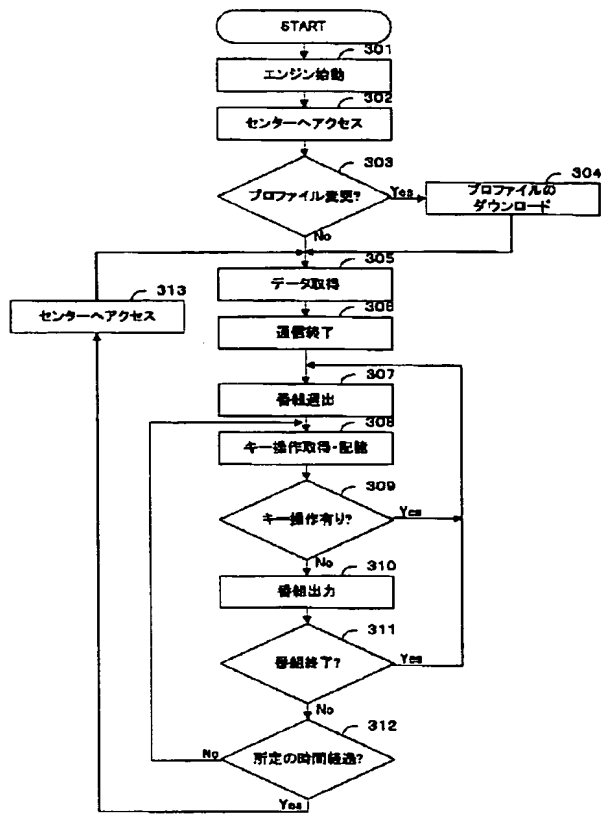 START
301
エンジン始動
302
センターへアクセス
303
プロファイル変更?
Yes
304
プロファイルの
ダウンロード
No
305
データ取得
313
センターへアクセス
306
通信終了
307
番組選出
308
キー操作取得・記憶
309
キー操作有り?
Yes
No
310
番組出力
311
番組終了?
Yes
No
312
所定の時間経過?
No
Yes